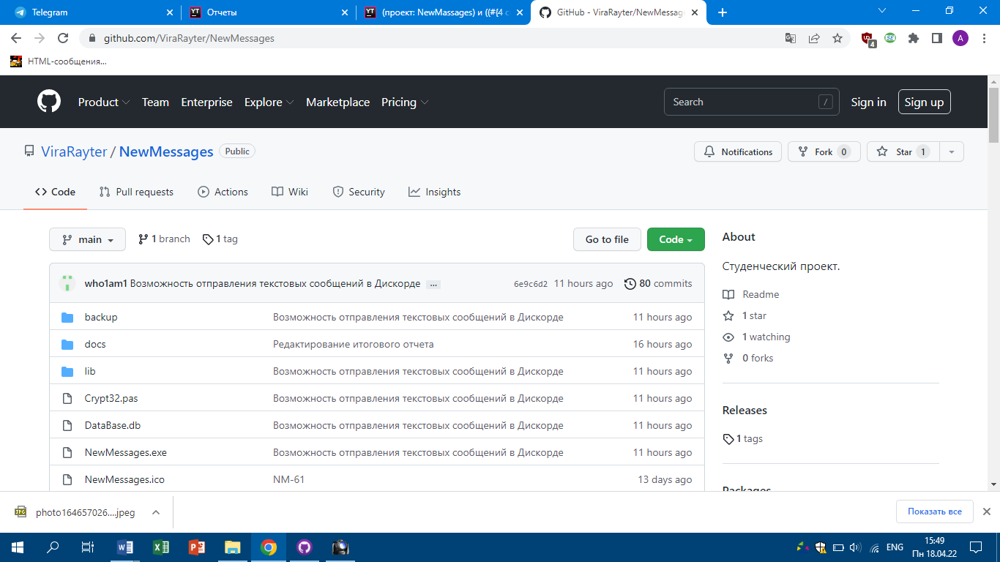 Telegram
Отчеты
(проект: NewMassages) и ((#{4 с
GitHub - ViraRayter/NewMessage
github.com/ViraRayter/NewMessages
4
A
HTML-сообщения...
Product
Team
Enterprise
Explore
Marketplace
Pricing
Search
/
Sign in
Sign up
ViraRayter / NewMessages
Public
Notifications
Fork 0
Star 1
Code
Pull requests
Actions
Wiki
Security
Insights
main
1 branch
1 tag
Go to file
Code
About
Студенческий проект.
Readme
1 star
1 watching
0 forks
Releases
1 tags
Packages
who1am1 Возможность отправления текстовых сообщений в Дискорде ...
6e9c6d2 11 hours ago
80 commits
backup Возможность отправления текстовых сообщений в Дискорде 11 hours ago
docs Редактирование итогового отчета 16 hours ago
lib Возможность отправления текстовых сообщений в Дискорде 11 hours ago
Crypt32.pas Возможность отправления текстовых сообщений в Дискорде 11 hours ago
DataBase.db Возможность отправления текстовых сообщений в Дискорде 11 hours ago
NewMessages.exe Возможность отправления текстовых сообщений в Дискорде 11 hours ago
NewMessages.ico NM-61 13 days ago
JPG
photo164657026....jpeg
Показать все
ENG
15:49
Пн 18.04.22